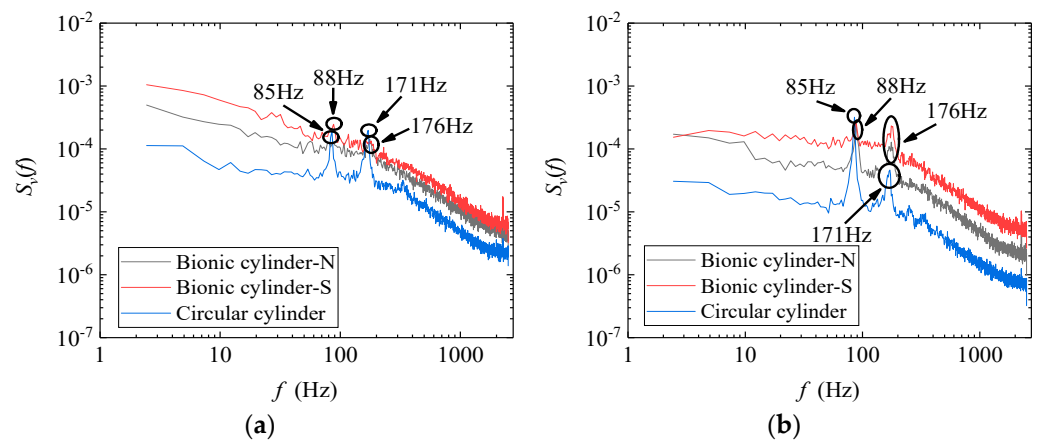 10⁻² 10⁻³ 10⁻⁴ 10⁻⁵ 10⁻⁶ 10⁻⁷
Sᵥ(f)
88Hz
85Hz
171Hz
176Hz
Bionic cylinder-N
Bionic cylinder-S
Circular cylinder
1 10 100 1000
f (Hz)
(a)
10⁻² 10⁻³ 10⁻⁴ 10⁻⁵ 10⁻⁶ 10⁻⁷
Sᵥ(f)
85Hz
88Hz
176Hz
171Hz
Bionic cylinder-N
Bionic cylinder-S
Circular cylinder
1 10 100 1000
f (Hz)
(b)